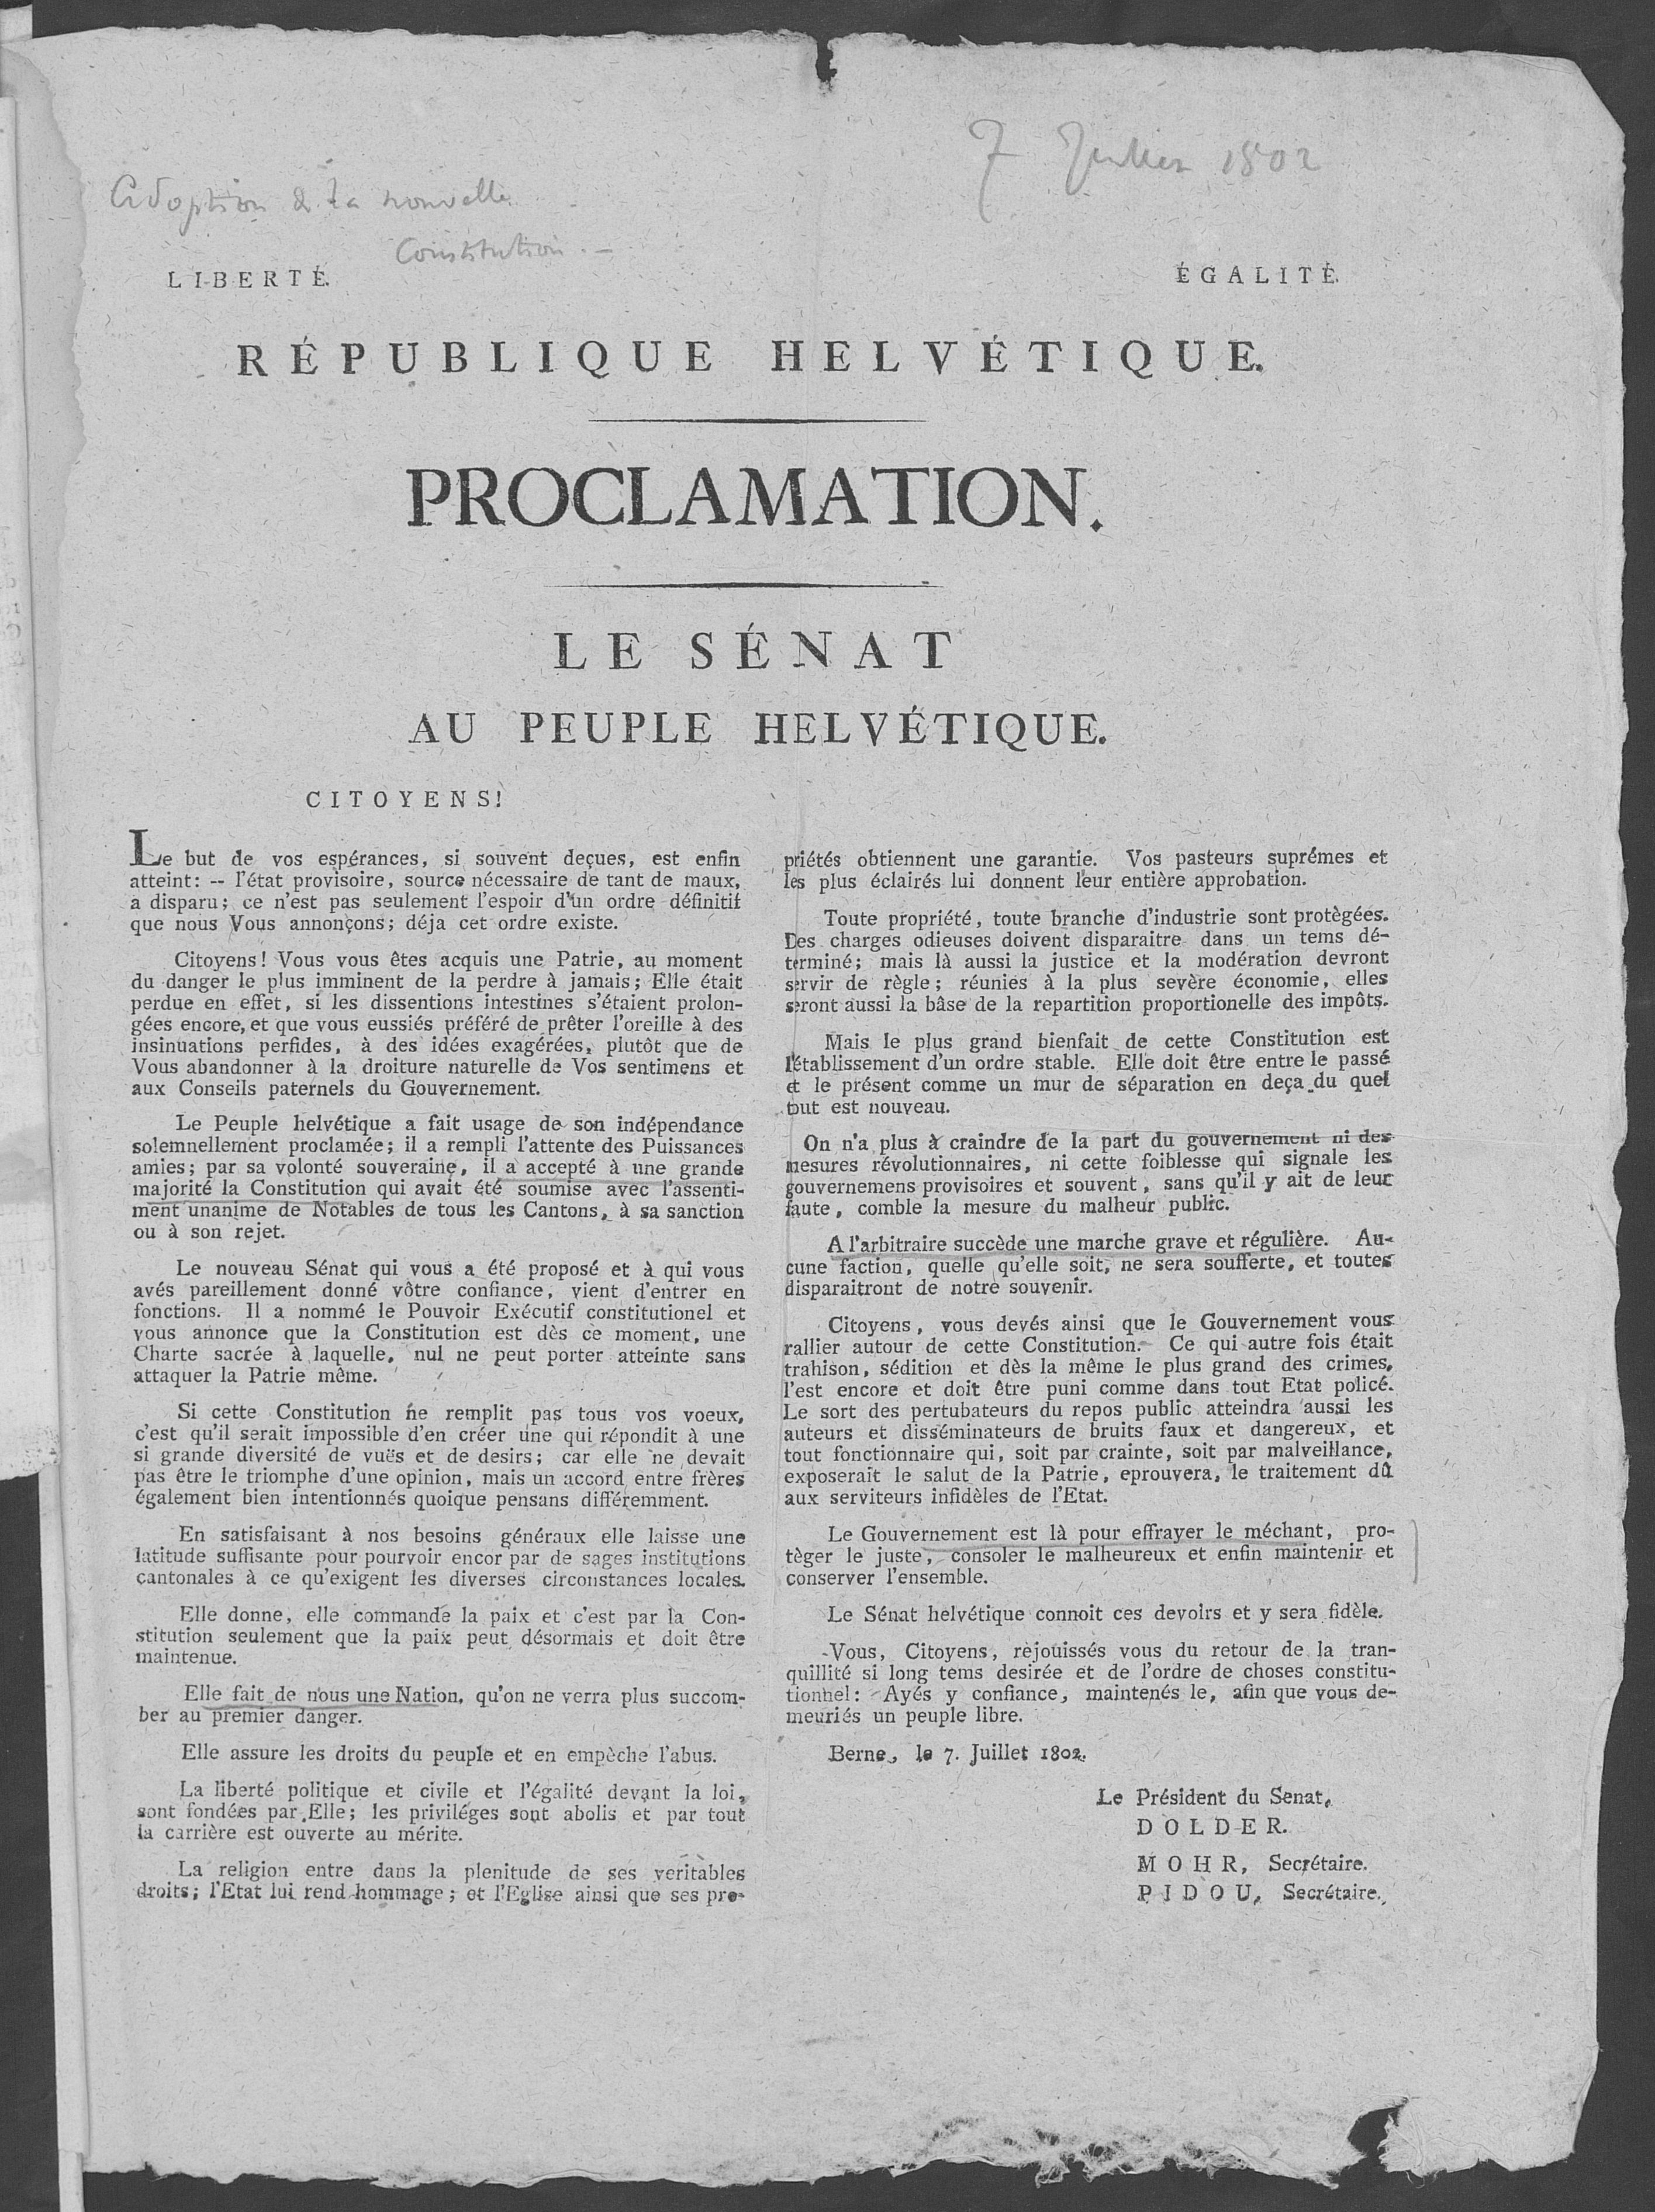 7 Juillet 1802
Adoption de la nouvelle
Constitution. —
LIBERTÉ.
ÉGALITÉ.
RÉPUBLIQUE HELVÉTIQUE.
PROCLAMATION.
LE SÉNAT
AU PEUPLE HELVÉTIQUE.
CITOYENS!
Le but de vos espérances, si souvent deçues, est enfin
atteint: -- l'état provisoire, source nécessaire de tant de maux,
a disparu; ce n'est pas seulement l'espoir d'un ordre définitif
que nous Vous annonçons; déja cet ordre existe.
Citoyens! Vous vous êtes acquis une Patrie, au moment
du danger le plus imminent de la perdre à jamais; Elle était
perdue en effet, si les dissentions intestines s'étaient prolon-
gées encore, et que vous eussiés préféré de prêter l'oreille à des
insinuations perfides, à des idées exagérées, plutôt que de
Vous abandonner à la droiture naturelle de Vos sentimens et
aux Conseils paternels du Gouvernement.
Le Peuple helvétique a fait usage de son indépendance
solemnellement proclamée; il a rempli l'attente des Puissances
amies; par sa volonté souveraine, il a accepté à une grande
majorité la Constitution qui avait été soumise avec l'assenti-
ment unanime de Notables de tous les Cantons, à sa sanction
ou à son rejet.
Le nouveau Sénat qui vous a été proposé et à qui vous
avés pareillement donné vôtre confiance, vient d'entrer en
fonctions. Il a nommé le Pouvoir Exécutif constitutionel et
vous annonce que la Constitution est dès ce moment, une
Charte sacrée à laquelle, nul ne peut porter atteinte sans
attaquer la Patrie même.
Si cette Constitution ne remplit pas tous vos voeux,
c'est qu'il serait impossible d'en créer une qui répondit à une
si grande diversité de vuës et de desirs; car elle ne devait
pas être le triomphe d'une opinion, mais un accord entre frères
également bien intentionnés quoique pensans différemment.
En satisfaisant à nos besoins généraux elle laisse une
latitude suffisante pour pourvoir encor par de sages institutions
cantonales à ce qu'exigent les diverses circonstances locales.
Elle donne, elle commande la paix et c'est par la Con-
stitution seulement que la paix peut désormais et doit être
maintenue.
Elle fait de nous une Nation, qu'on ne verra plus succom-
ber au premier danger.
Elle assure les droits du peuple et en empèche l'abus.
La liberté politique et civile et l'égalité devant la loi,
sont fondées par Elle; les priviléges sont abolis et par tout
la carrière est ouverte au mérite.
La religion entre dans la plenitude de ses veritables
droits; l'Etat lui rend hommage; et l'Eglise ainsi que ses pro-
priétés obtiennent une garantie. Vos pasteurs suprêmes et
les plus éclairés lui donnent leur entière approbation.
Toute propriété, toute branche d'industrie sont protègées.
Des charges odieuses doivent disparaitre dans un tems dé-
terminé; mais là aussi la justice et la modération devront
servir de règle; réunies à la plus sevère économie, elles
seront aussi la bâse de la repartition proportionelle des impôts.
Mais le plus grand bienfait de cette Constitution est
l'établissement d'un ordre stable. Elle doit être entre le passé
et le présent comme un mur de séparation en deça du quel
tout est nouveau.
On n'a plus à craindre de la part du gouvernement ni des
mesures révolutionnaires, ni cette foiblesse qui signale les
gouvernemens provisoires et souvent, sans qu'il y ait de leur
faute, comble la mesure du malheur public.
A l'arbitraire succède une marche grave et régulière. Au-
cune faction, quelle qu'elle soit, ne sera soufferte, et toutes
disparaitront de notre souvenir.
Citoyens, vous devés ainsi que le Gouvernement vous
rallier autour de cette Constitution. Ce qui autre fois était
trahison, sédition et dès la même le plus grand des crimes,
l'est encore et doit être puni comme dans tout Etat policé.
Le sort des pertubateurs du repos public atteindra aussi les
auteurs et disséminateurs de bruits faux et dangereux, et
tout fonctionnaire qui, soit par crainte, soit par malveillance,
exposerait le salut de la Patrie, eprouvera, le traitement dû
aux serviteurs infidèles de l'Etat.
Le Gouvernement est là pour effrayer le méchant, pro-
tèger le juste, consoler le malheureux et enfin maintenir et
conserver l'ensemble.
Le Sénat helvétique connoit ces devoirs et y sera fidèle.
Vous, Citoyens, rejouissés vous du retour de la tran-
quillité si long tems desirée et de l'ordre de choses constitu-
tionnel: Ayés y confiance, maintenés le, afin que vous de-
meuriés un peuple libre.
Berne, le 7. Juillet 1802.
Le Président du Senat,
DOLDER.
MOHR, Secrétaire.
PIDOU, Secrétaire.